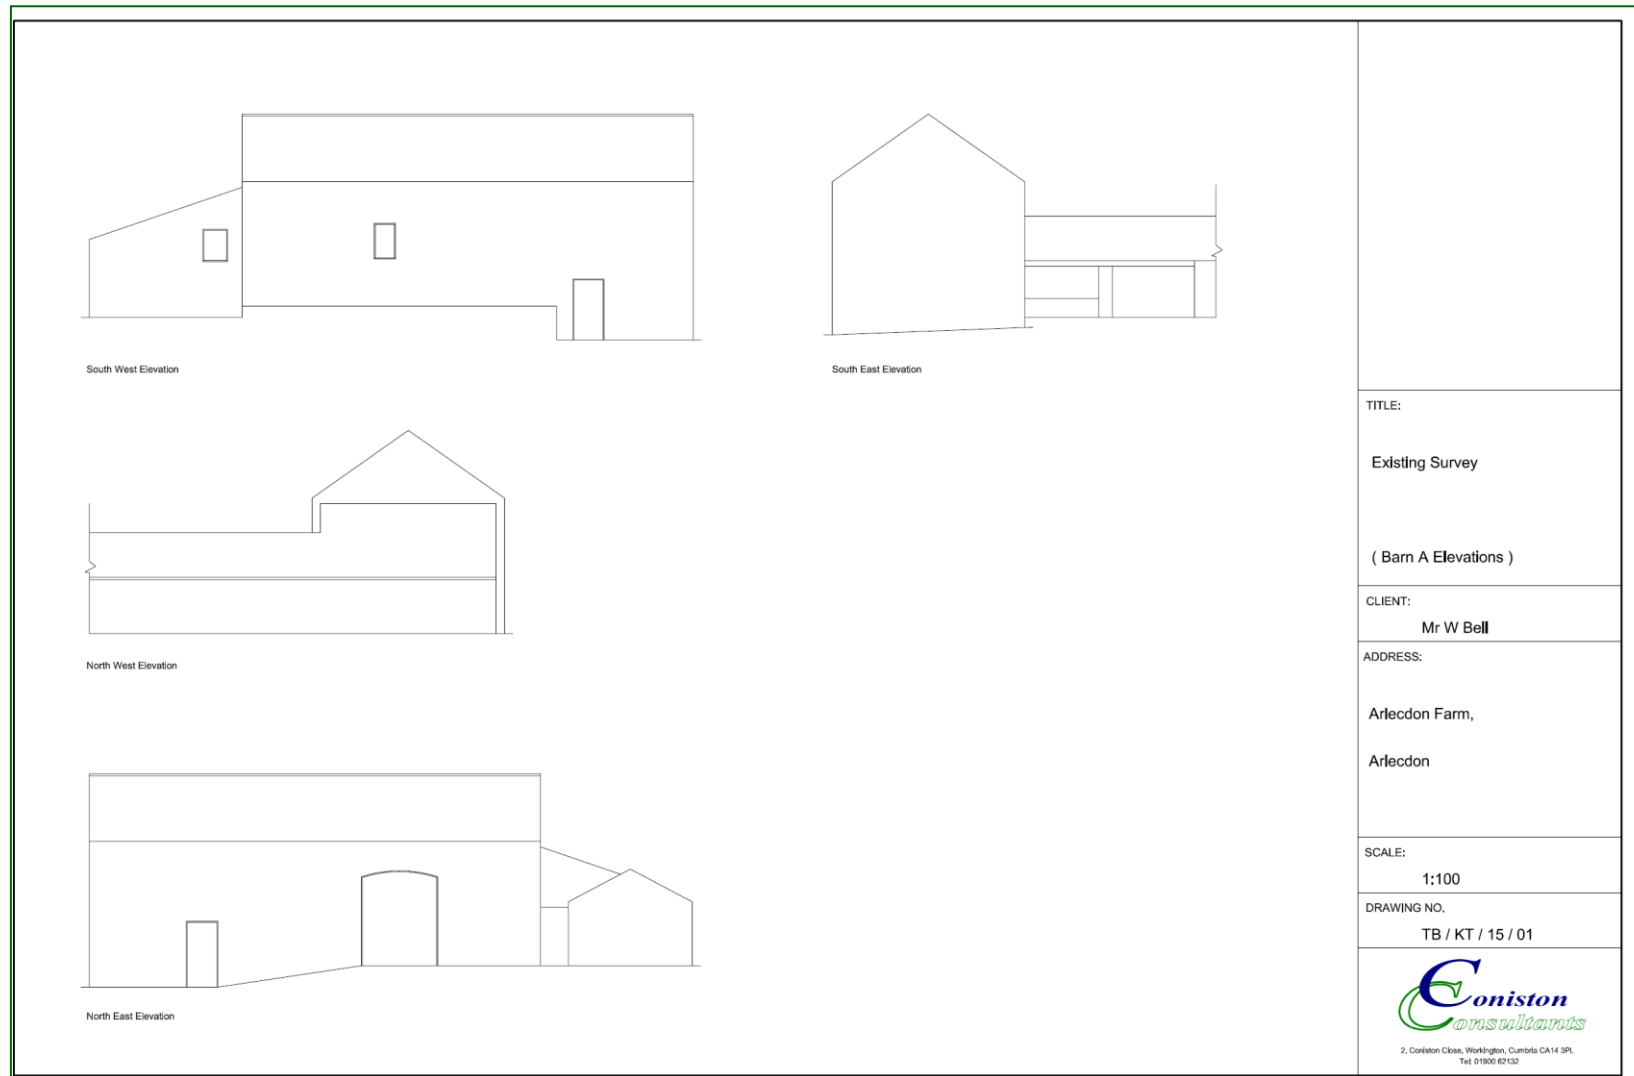 South West Elevation
South East Elevation
North West Elevation
North East Elevation
TITLE:
Existing Survey
( Barn A Elevations )
CLIENT:
Mr W Bell
ADDRESS:
Arlecdon Farm,
Arlecdon
SCALE:
1:100
DRAWING NO.
TB / KT / 15 / 01
Coniston
Consultants
2, Coniston Close, Workington, Cumbria CA14 3PL
Tel: 01900 62132